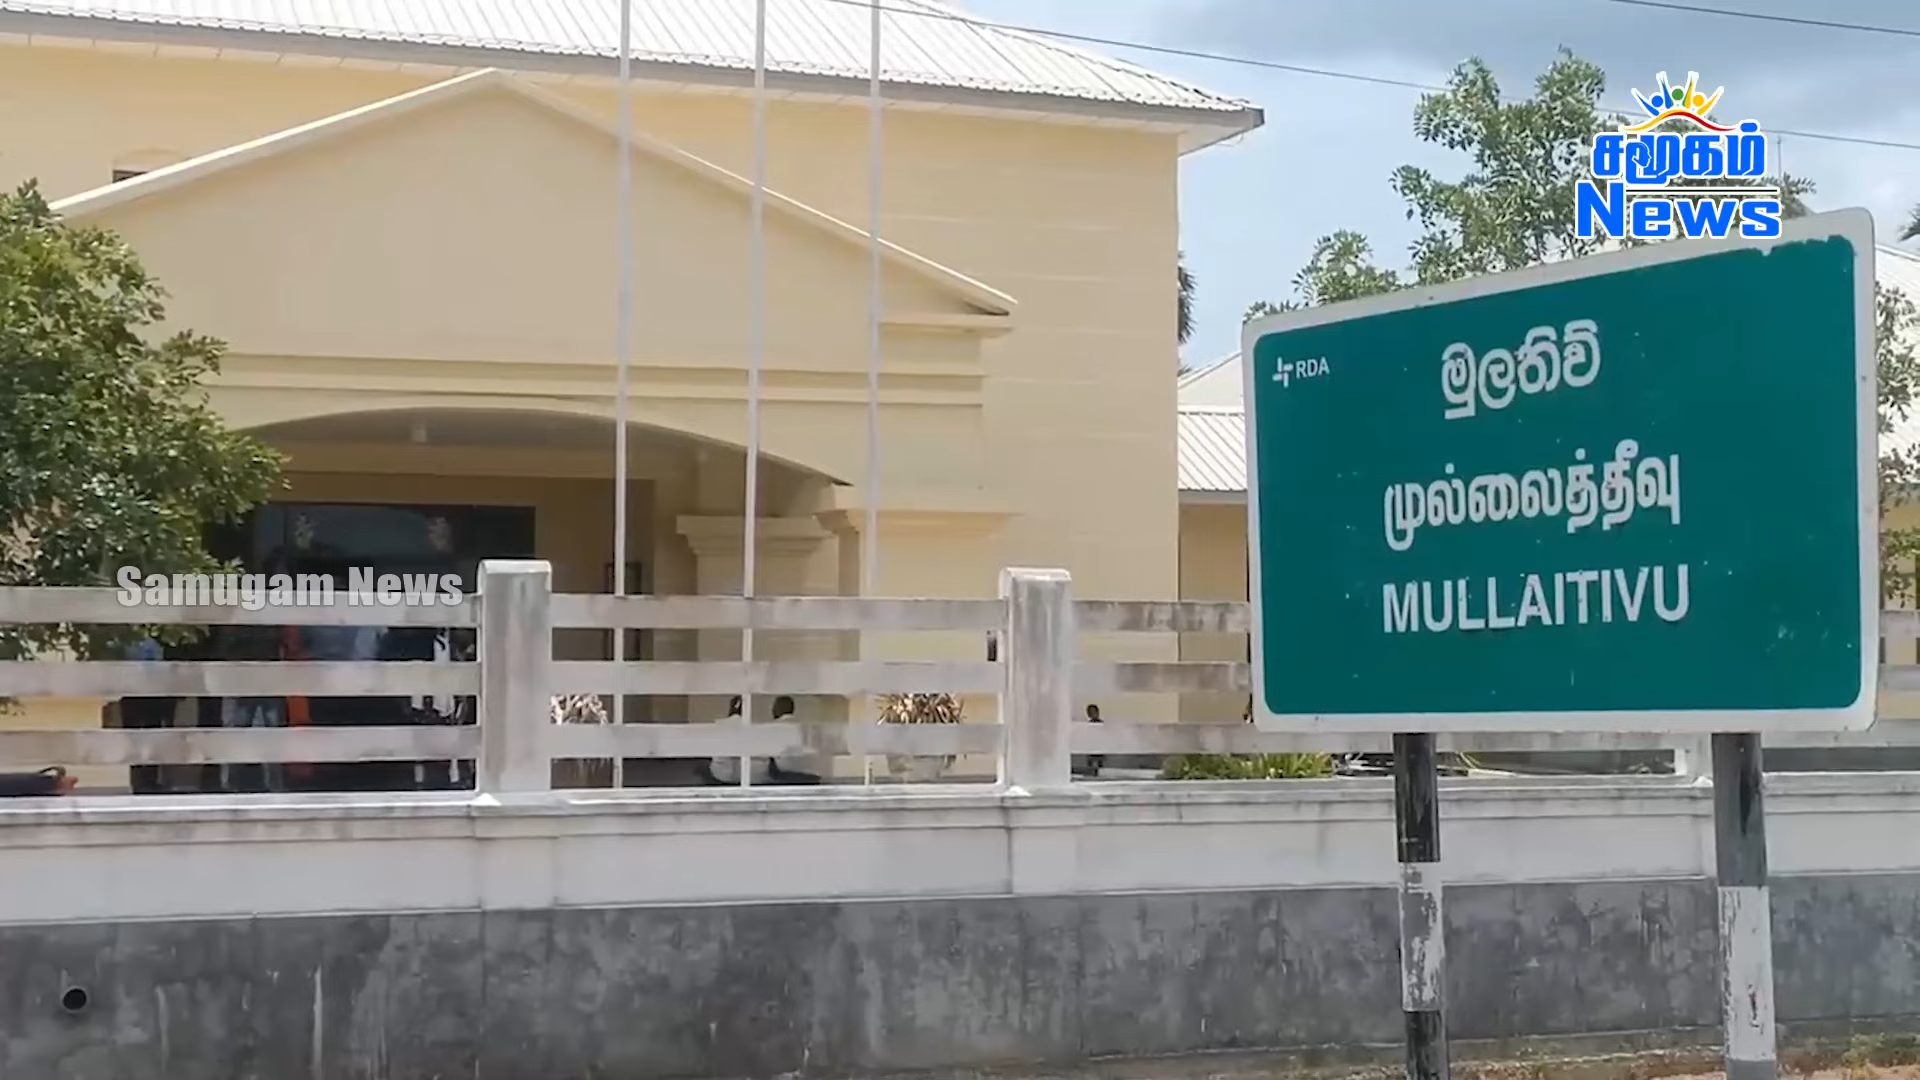 சமூகம்
News
RDA
මුලතිව්
முல்லைத்தீவு
MULLAITIVU
Samugam News